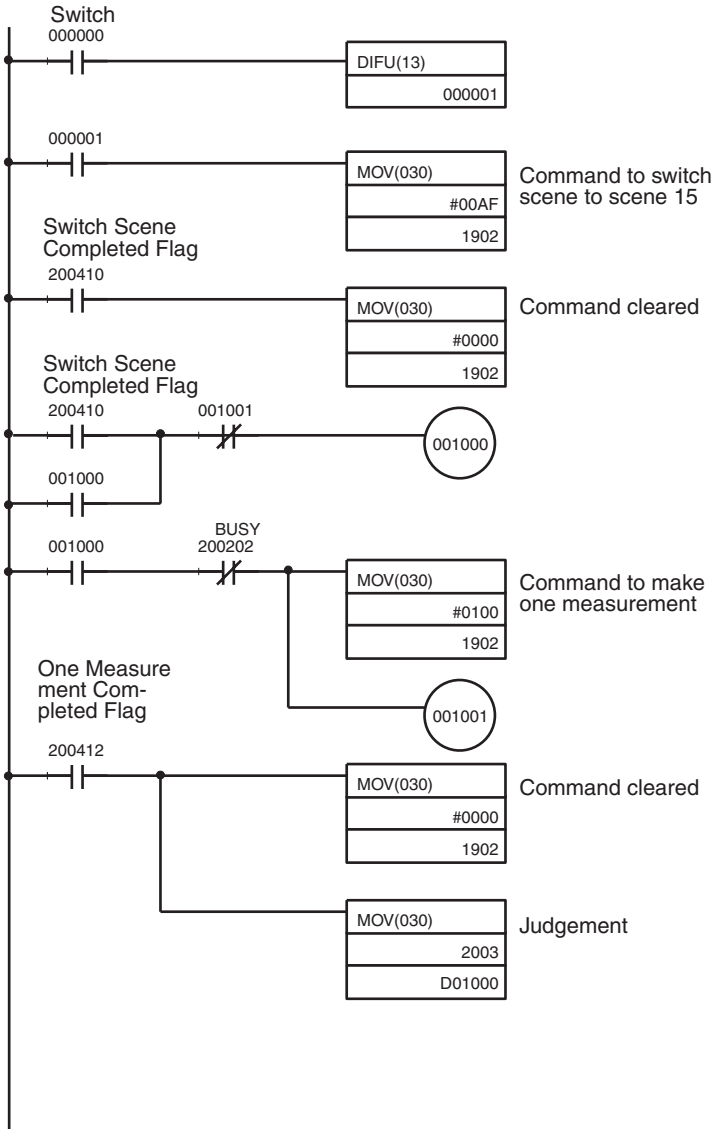 Switch
000000
DIFU(13)
000001
000001
MOV(030)
#00AF
1902
Command to switch
scene to scene 15
Switch Scene
Completed Flag
200410
MOV(030)
#0000
1902
Command cleared
Switch Scene
Completed Flag
200410
001001
001000
001000
001000
BUSY
200202
MOV(030)
#0100
1902
Command to make
one measurement
001001
One Measure
ment Com-
pleted Flag
200412
MOV(030)
#0000
1902
Command cleared
MOV(030)
2003
D01000
Judgement